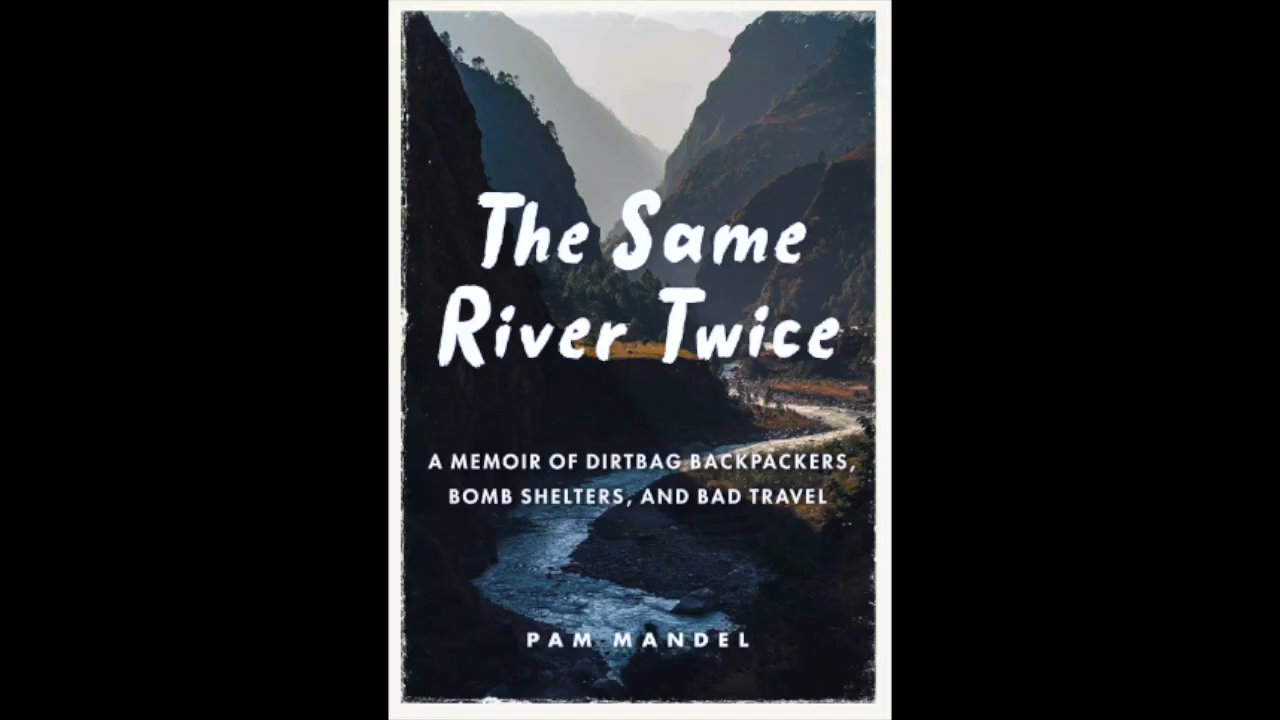 The Same
River Twice
A MEMOIR OF DIRTBAG BACKPACKERS,
BOMB SHELTERS, AND BAD TRAVEL
PAM MANDEL